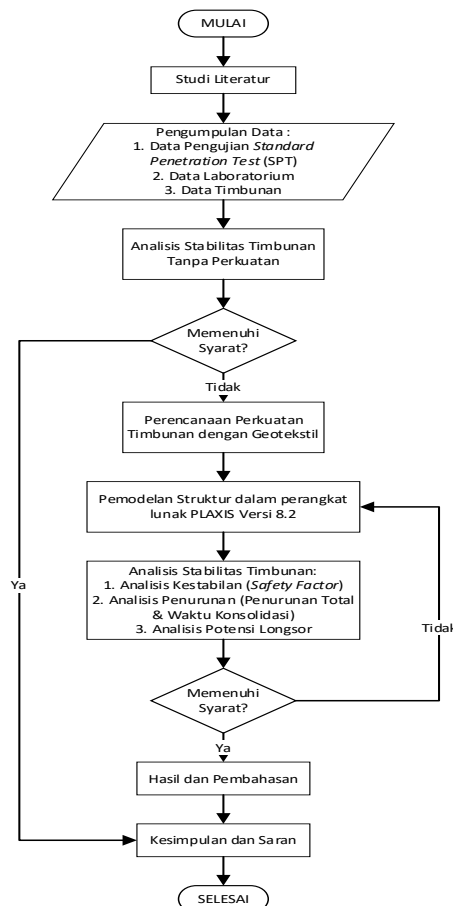 MULAI
Studi Literatur
Pengumpulan Data :
1. Data Pengujian Standard
Penetration Test (SPT)
2. Data Laboratorium
3. Data Timbunan
Analisis Stabilitas Timbunan
Tanpa Perkuatan
Memenuhi
Syarat?
Tidak
Perencanaan Perkuatan
Timbunan dengan Geotekstil
Pemodelan Struktur dalam perangkat
lunak PLAXIS Versi 8.2
Ya
Analisis Stabilitas Timbunan:
1. Analisis Kestabilan (Safety Factor)
2. Analisis Penurunan (Penurunan Total
& Waktu Konsolidasi)
3. Analisis Potensi Longsor
Tidak
Memenuhi
Syarat?
Ya
Hasil dan Pembahasan
Kesimpulan dan Saran
SELESAI